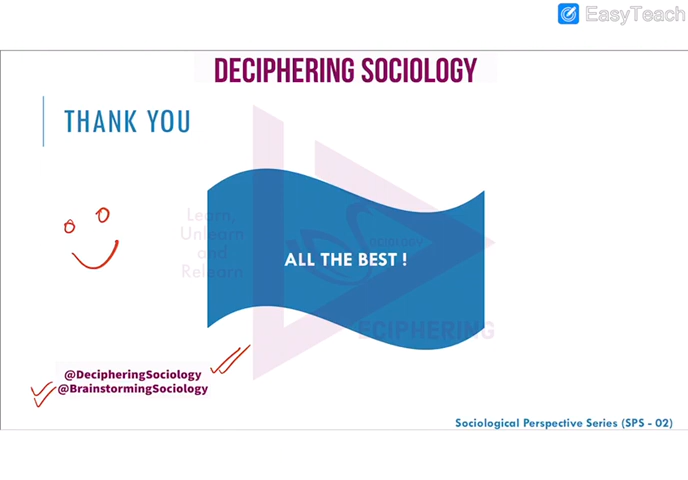 EasyTeach
DECIPHERING SOCIOLOGY
THANK YOU
Learn,
Unlearn
and
Relearn
Sociology
ALL THE BEST !
DECIPHERING
@DecipheringSociology
@BrainstormingSociology
Sociological Perspective Series (SPS - 02)